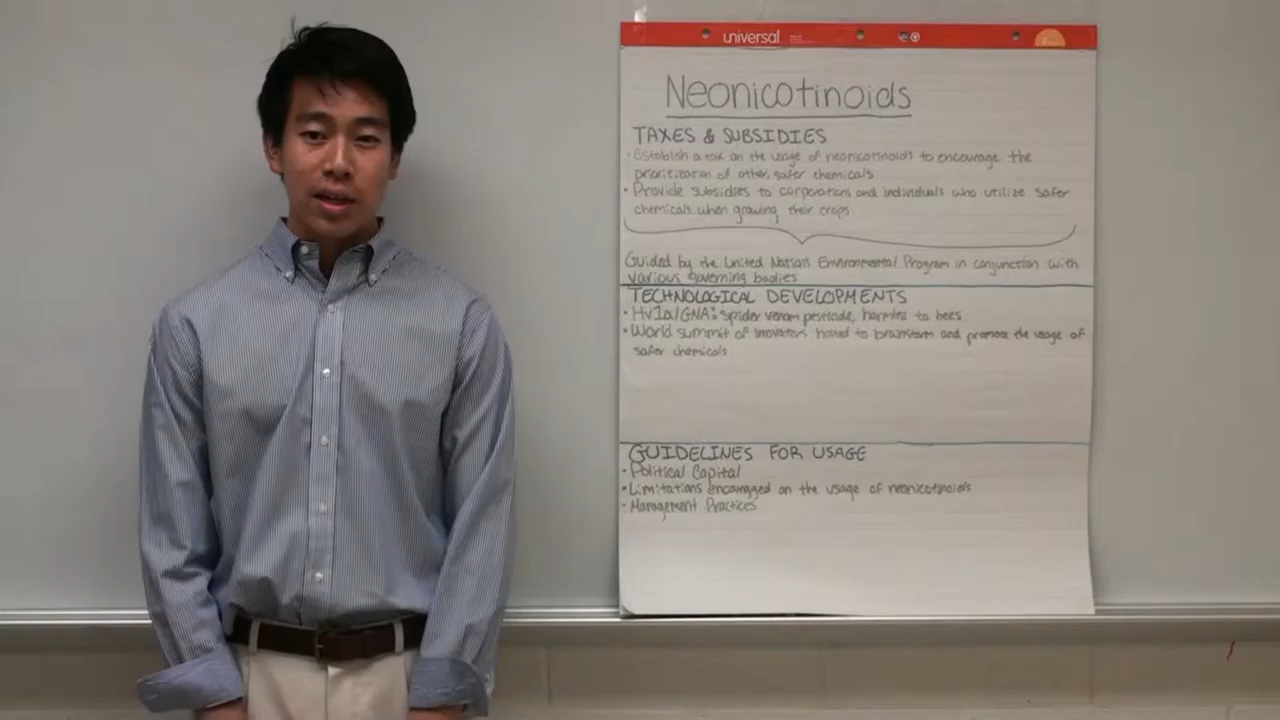 universal
Neonicotinoids
TAXES & SUBSIDIES
• Establish a tax on the usage of neonicotinoids to encourage the
prioritization of other, safer chemicals
• Provide subsidies to corporations and individuals who utilize safer
chemicals when growing their crops.
Guided by the United Nations Environmental Program in conjunction with
various governing bodies
TECHNOLOGICAL DEVELOPMENTS
• Hv1a/GNA: spider venom pesticide, harmless to bees
• World summit of inovators hosted to brainstorm and promote the usage of
safer chemicals
GUIDELINES FOR USAGE
• Political Capital
• Limitations encouraged on the usage of neonicotinoids
• Management Practices